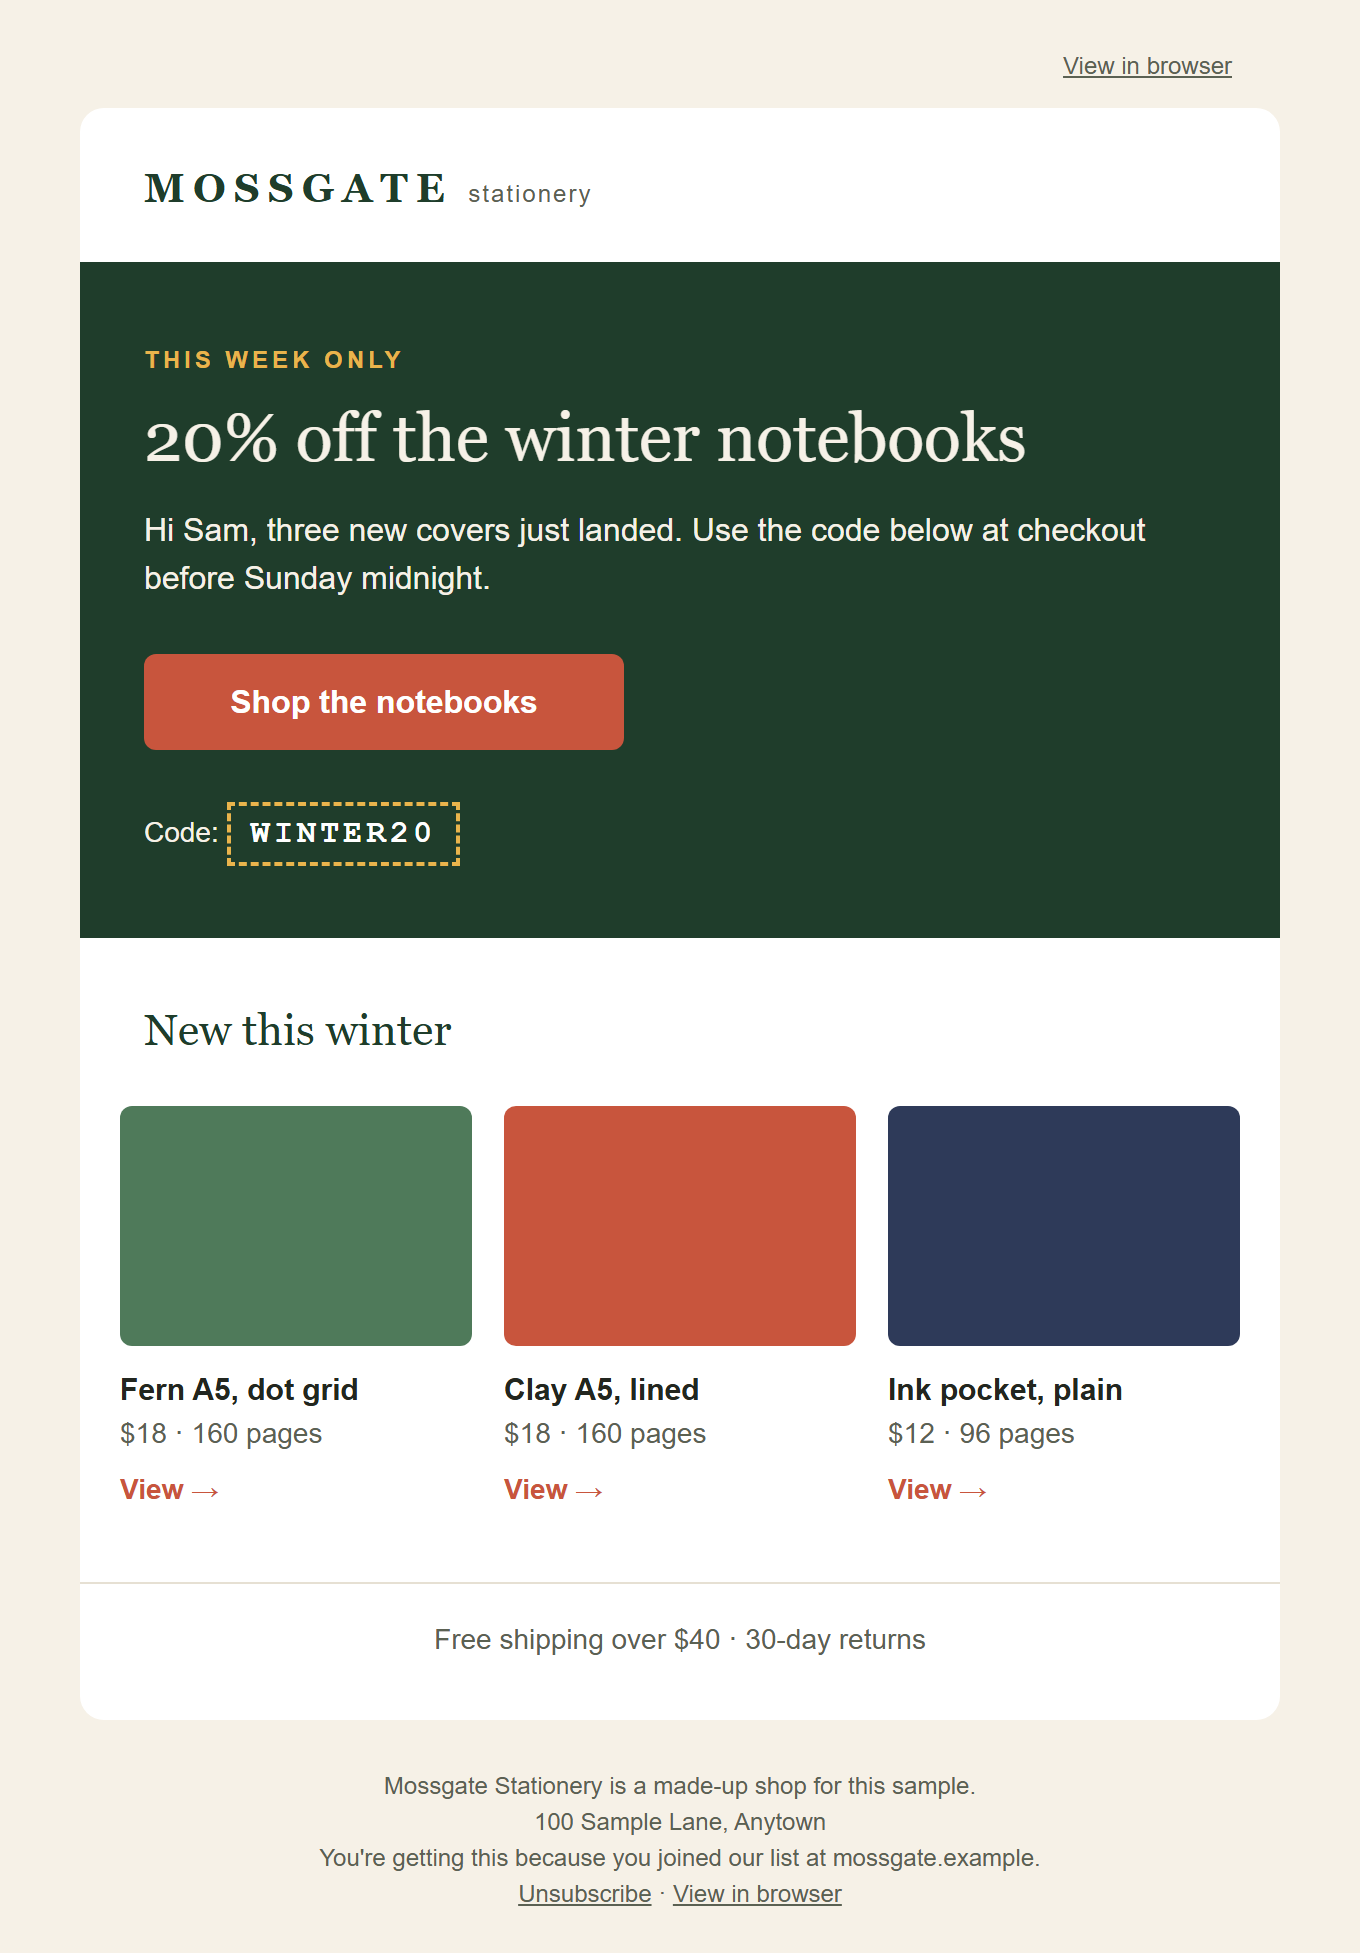 View in browser
MOSSGATE stationery
THIS WEEK ONLY
20% off the winter notebooks
Hi Sam, three new covers just landed. Use the code below at checkout
before Sunday midnight.
Shop the notebooks
Code: WINTER20
New this winter
Fern A5, dot grid
$18 · 160 pages
View →
Clay A5, lined
$18 · 160 pages
View →
Ink pocket, plain
$12 · 96 pages
View →
Free shipping over $40 · 30-day returns
Mossgate Stationery is a made-up shop for this sample.
100 Sample Lane, Anytown
You're getting this because you joined our list at mossgate.example.
Unsubscribe · View in browser